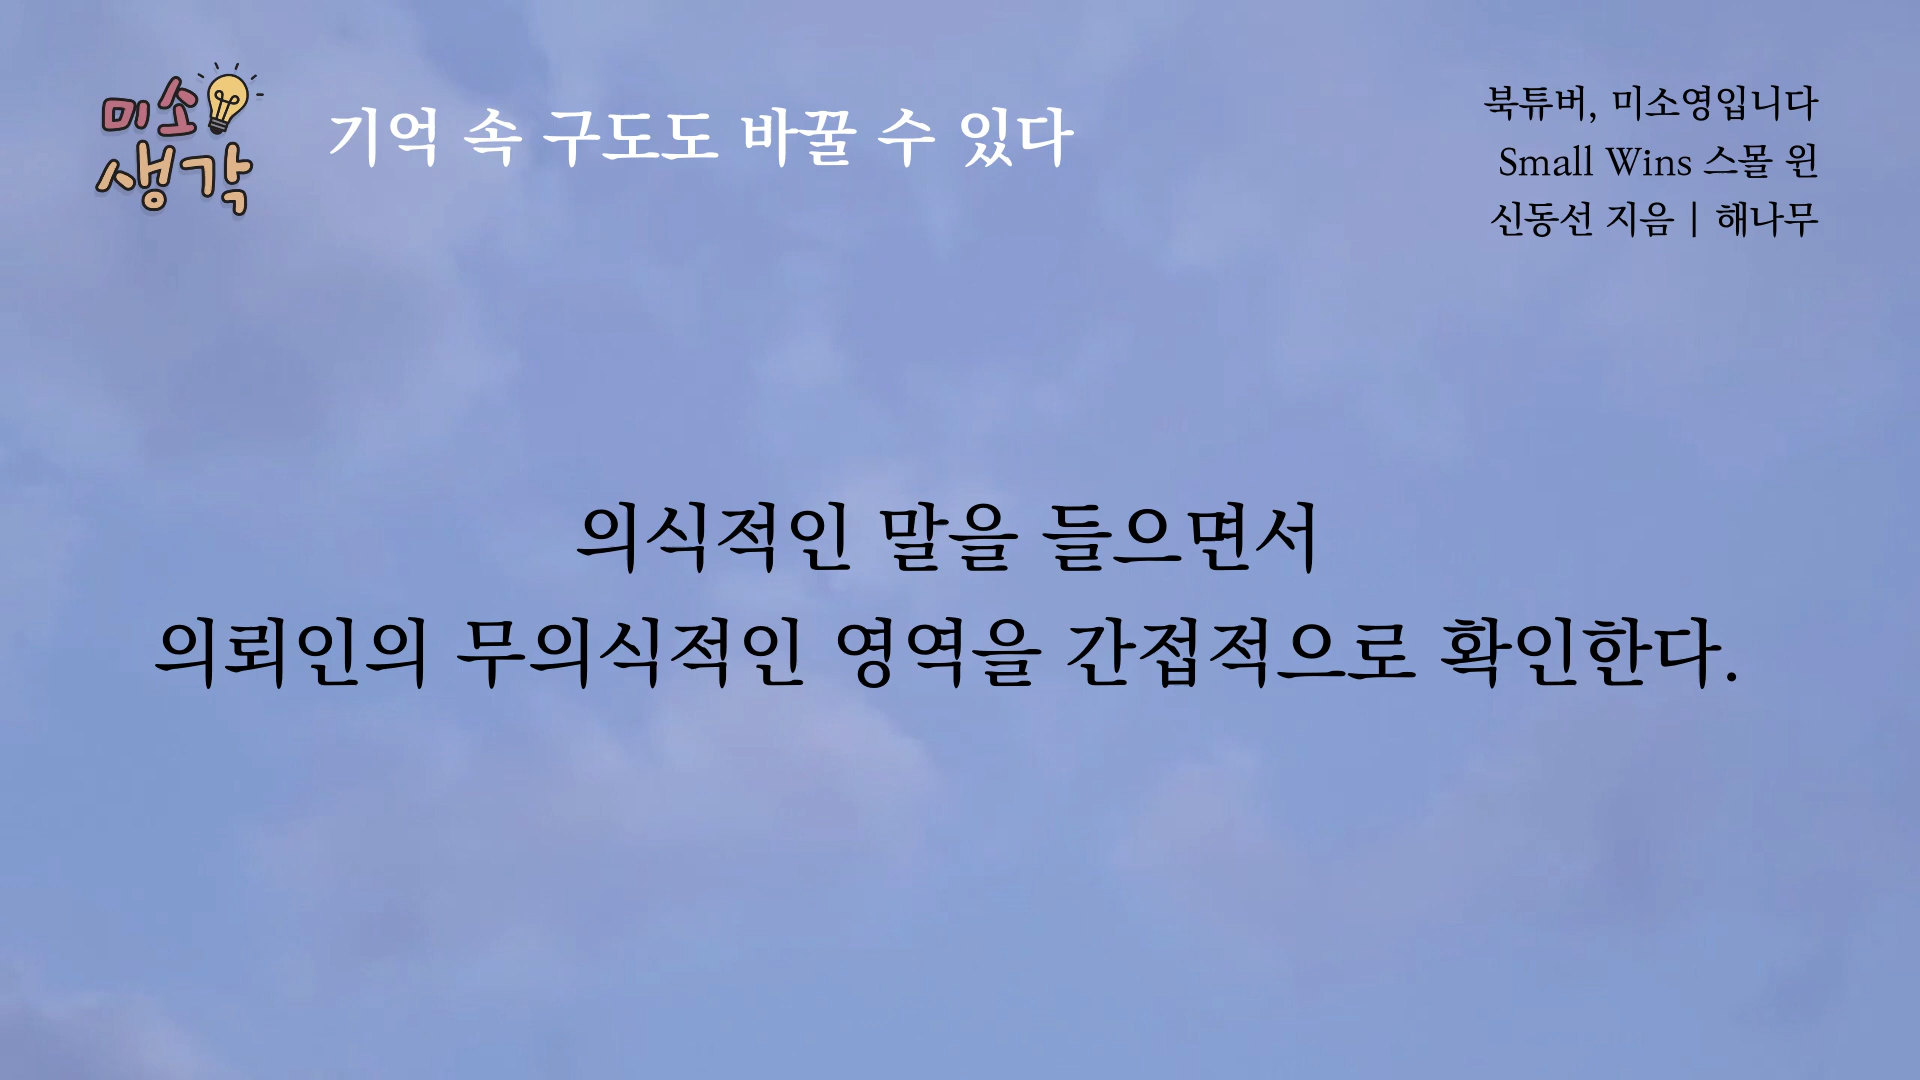 미소
생각
기억 속 구도도 바꿀 수 있다
북튜버, 미소영입니다
Small Wins 스몰 윈
신동선 지음 | 해나무
의식적인 말을 들으면서
의뢰인의 무의식적인 영역을 간접적으로 확인한다.